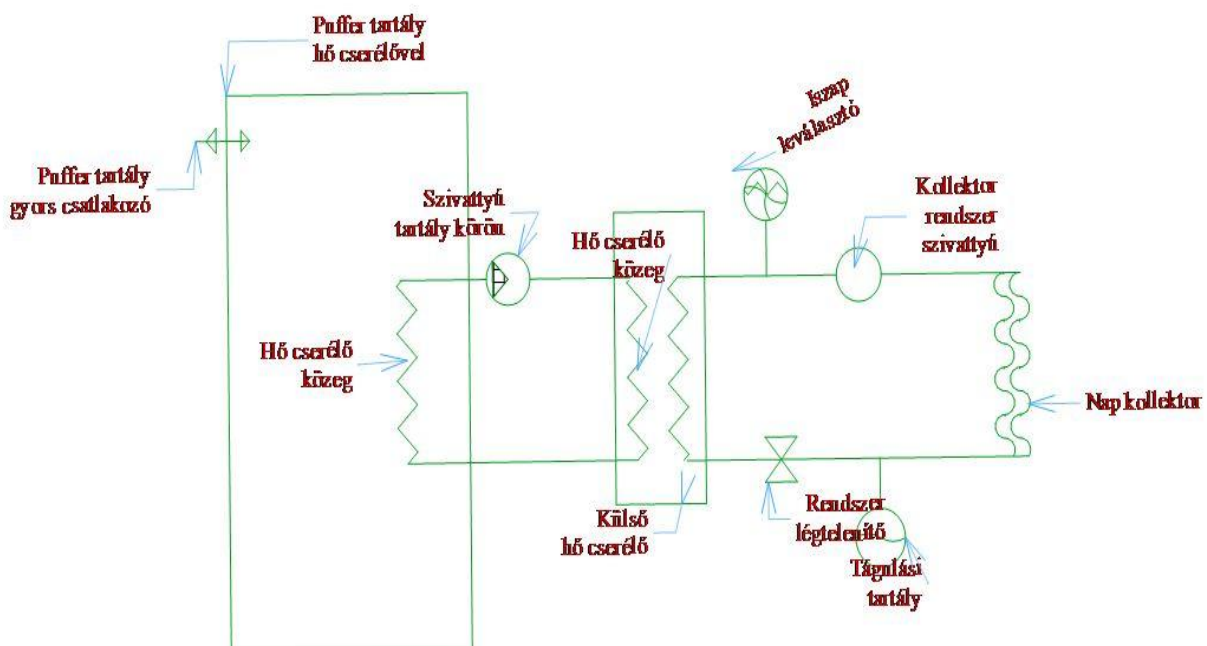 Puffer tartály
hő cserélővel
Iszap
leválasztó
Puffer tartály
gyors csatlakozó
Szivattyú
tartály körön
Kollektor
rendszer
szivattyú
Hő cserélő
közeg
Hő cserélő
közeg
Nap kollektor
Külső
hő cserélő
Rendszer
légtelenítő
Tágulási
tartály